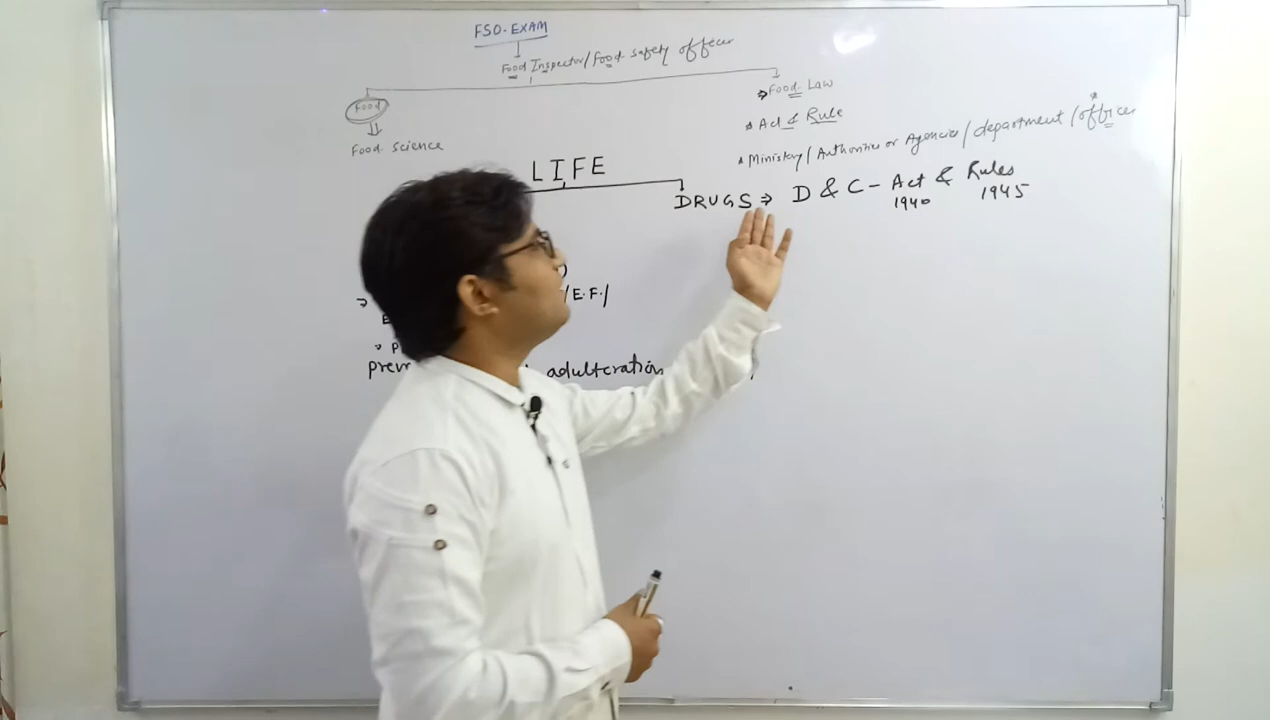 FSO-EXAM
Food Inspector/Food safety officer
Food
Food Science
⇒Food Law
* Act & Rule
* Ministry/Authorities or Agencies/department/officer
LIFE
DRUGS ⇒ D & C - Act & Rules
1940 1945
/E.F./
adulteration